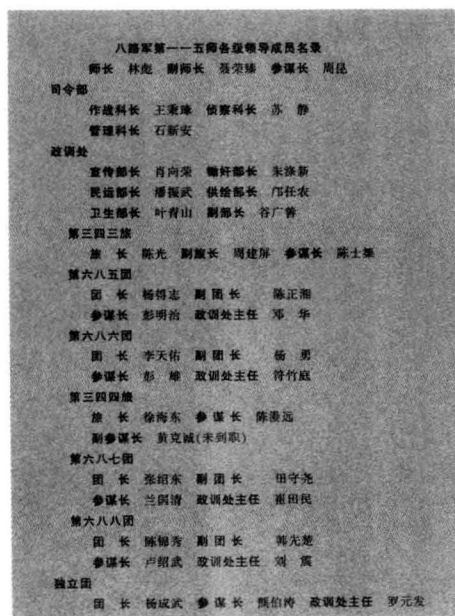 八路军第一一五师各级领导成员名录
师长 林彪 副师长 聂荣臻 参谋长 周昆
司令部
作战科长 王秉璋 侦察科长 苏 静
管理科长 石新安
政训处
宣传部长 肖向荣 锄奸部长 朱涤新
民运部长 潘振武 供给部长 邝任农
卫生部长 叶青山 副部长 谷广善
第三四三旅
旅 长 陈光 副旅长 周建屏 参谋长 陈士榘
第六八五团
团 长 杨得志 副团长 陈正湘
参谋长 彭明治 政训处主任 邓 华
第六八六团
团 长 李天佑 副团长 杨 勇
参谋长 彭 雄 政训处主任 符竹庭
第三四四旅
旅 长 徐海东 参谋长 陈漫远
副参谋长 黄克诚(未到职)
第六八七团
团 长 张绍东 副团长 田守尧
参谋长 兰国清 政训处主任 崔田民
第六八八团
团 长 陈锦秀 副团长 韩先楚
参谋长 卢绍武 政训处主任 刘 震
独立团
团 长 杨成武 参谋长 熊伯涛 政训处主任 罗元发